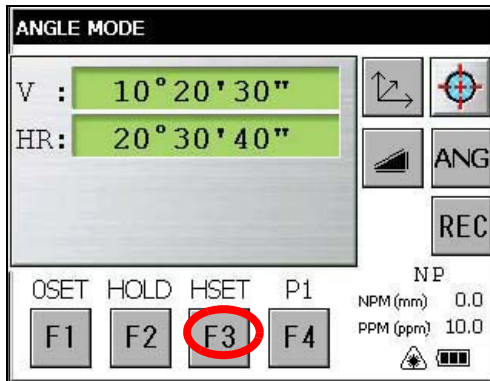 ANGLE MODE
V : 10°20'30"
HR: 20°30'40"
ANG
REC
0SET HOLD HSET P1
F1 F2 F3 F4
NP
NPM (mm) 0.0
PPM (ppm) 10.0